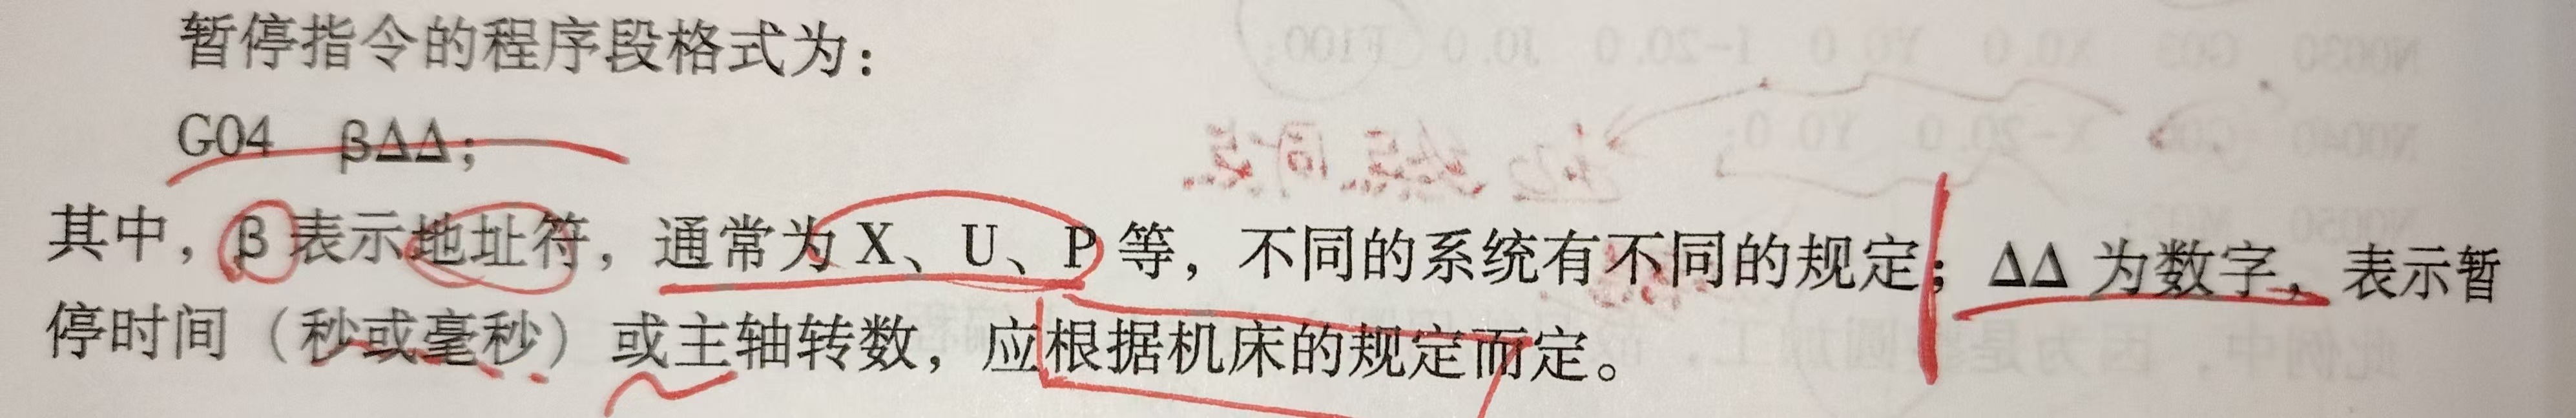 暂停指令的程序段格式为：
G04 βΔΔ；
其中，β 表示地址符，通常为 X、U、P 等，不同的系统有不同的规定；ΔΔ 为数字，表示暂
停时间（秒或毫秒）或主轴转数，应根据机床的规定而定。